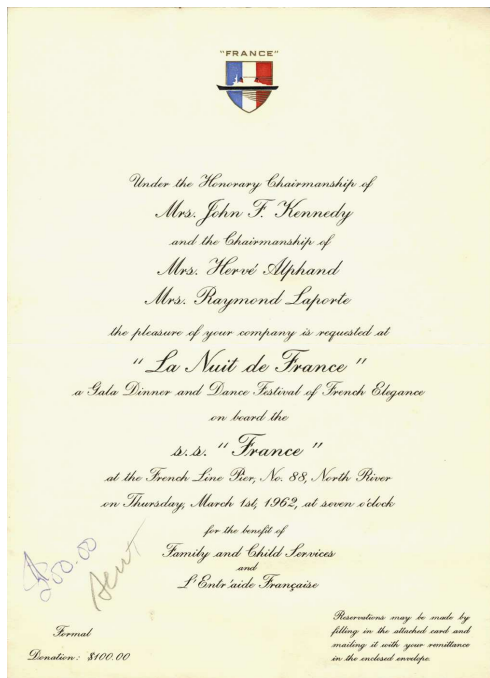 "FRANCE"
Under the Honorary Chairmanship of
Mrs. John F. Kennedy
and the Chairmanship of
Mrs. Hervé Alphand
Mrs. Raymond Laporte
the pleasure of your company is requested at
" La Nuit de France "
a Gala Dinner and Dance Festival of French Elegance
on board the
s.s. " France "
at the French Line Pier, No. 88, North River
on Thursday, March 1st, 1962, at seven o'clock
for the benefit of
Family and Child Services
and
L'Entr'aide Française
sent
Formal
Donation: $100.00
Reservations may be made by
filling in the attached card and
mailing it with your remittance
in the enclosed envelope.